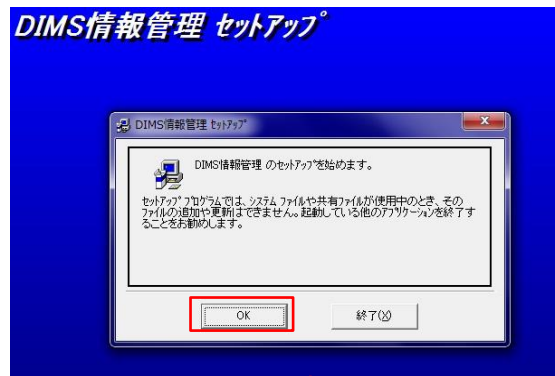 DIMS情報管理 ｾｯﾄｱｯﾌﾟ
DIMS情報管理 ｾｯﾄｱｯﾌﾟ
DIMS情報管理 のｾｯﾄｱｯﾌﾟを始めます。
ｾｯﾄｱｯﾌﾟ ﾌﾟﾛｸﾞﾗﾑでは、ｼｽﾃﾑ ﾌｧｲﾙや共有ﾌｧｲﾙが使用中のとき、その
ﾌｧｲﾙの追加や更新はできません。起動している他のｱﾌﾟﾘｹｰｼｮﾝを終了す
ることをお勧めします。
OK
終了(X)